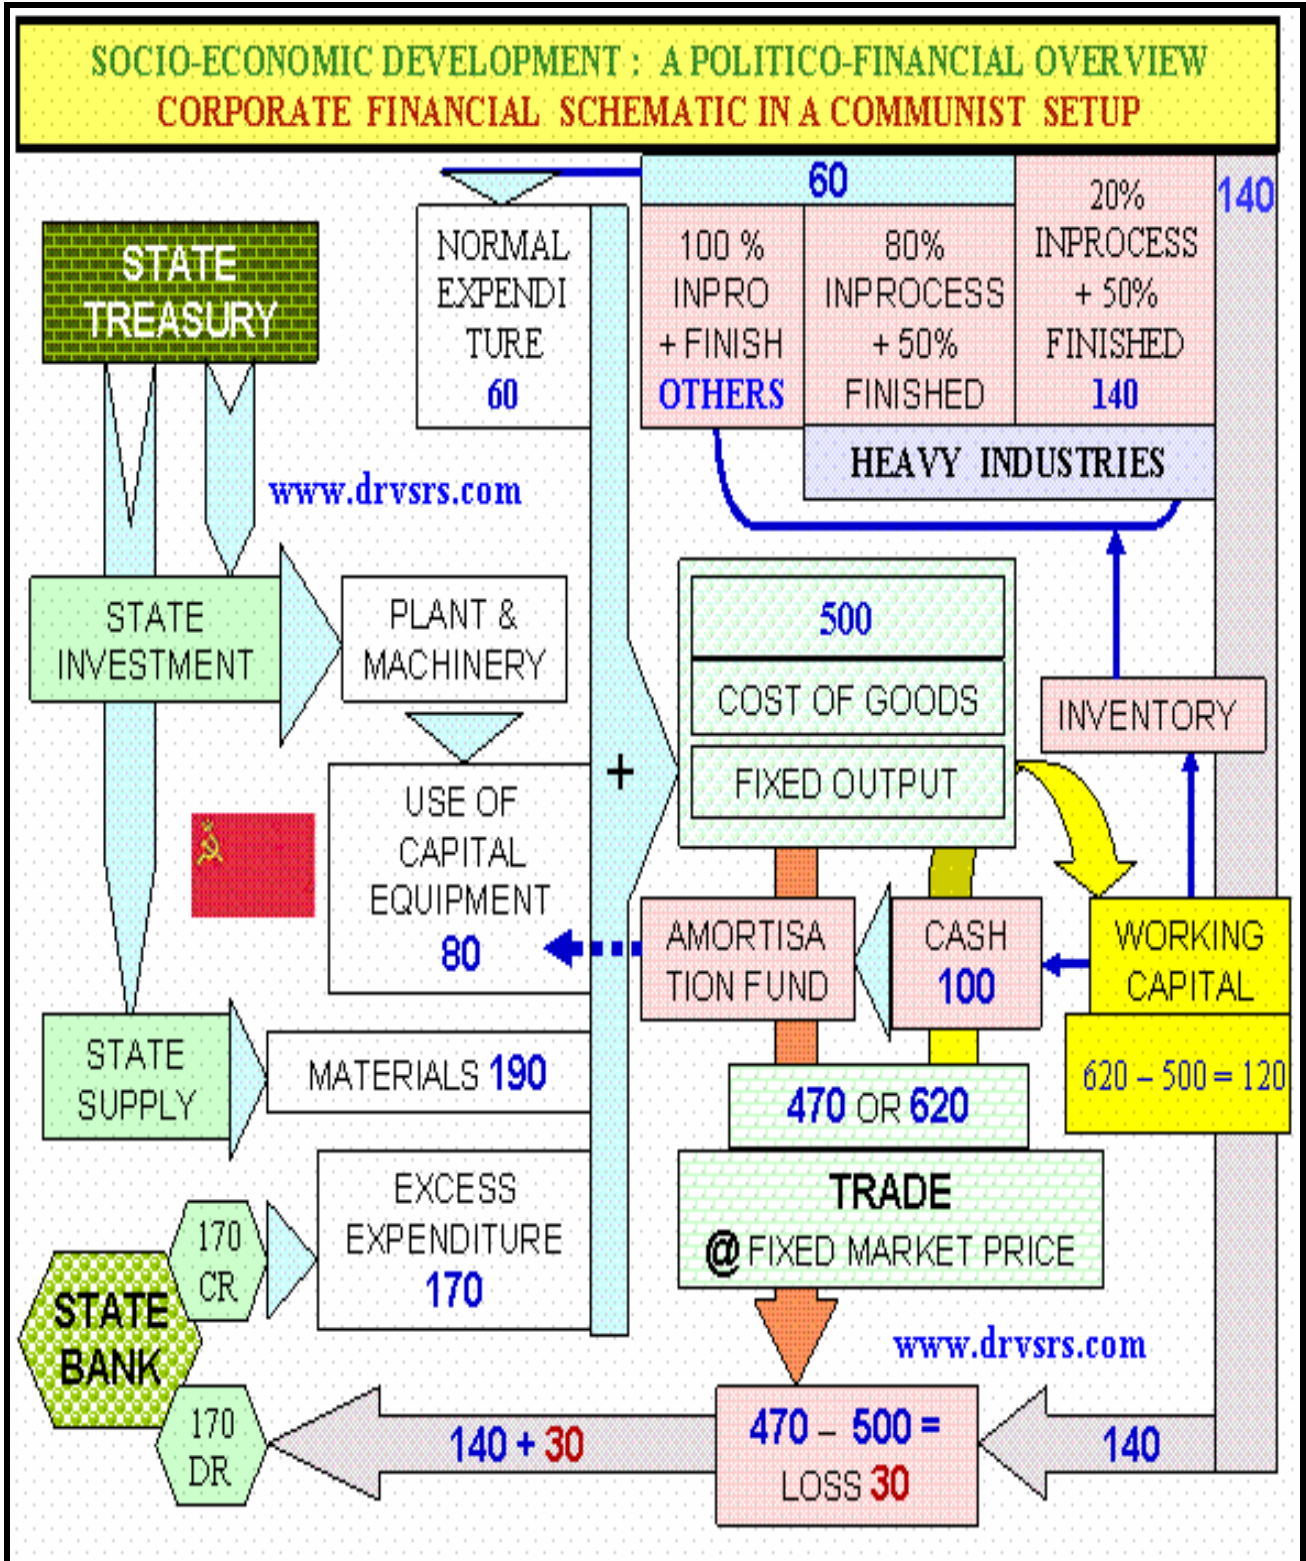 SOCIO-ECONOMIC DEVELOPMENT : A POLITICO-FINANCIAL OVERVIEW
CORPORATE FINANCIAL SCHEMATIC IN A COMMUNIST SETUP
STATE
TREASURY
NORMAL
EXPENDI
TURE
60
60
100 %
INPRO
+ FINISH
OTHERS
80%
INPROCESS
+ 50%
FINISHED
20%
INPROCESS
+ 50%
FINISHED
140
140
HEAVY INDUSTRIES
www.drvsrs.com
STATE
INVESTMENT
PLANT &
MACHINERY
500
COST OF GOODS
FIXED OUTPUT
INVENTORY
+
USE OF
CAPITAL
EQUIPMENT
80
AMORTISA
TION FUND
CASH
100
WORKING
CAPITAL
620 – 500 = 120
STATE
SUPPLY
MATERIALS 190
470 OR 620
TRADE
@ FIXED MARKET PRICE
EXCESS
EXPENDITURE
170
170
CR
STATE
BANK
170
DR
www.drvsrs.com
140 + 30
470 – 500 =
LOSS 30
140